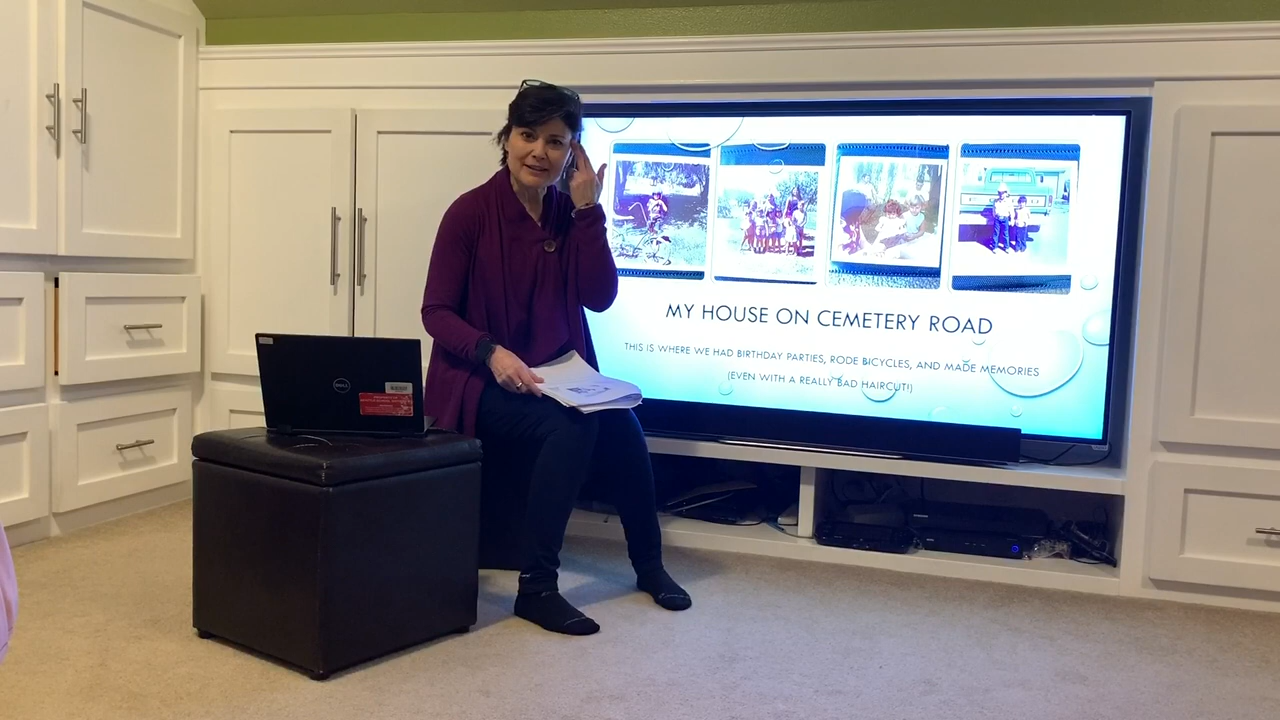 MY HOUSE ON CEMETERY ROAD
THIS IS WHERE WE HAD BIRTHDAY PARTIES, RODE BICYCLES, AND MADE MEMORIES
(EVEN WITH A REALLY BAD HAIRCUT!)
DELL